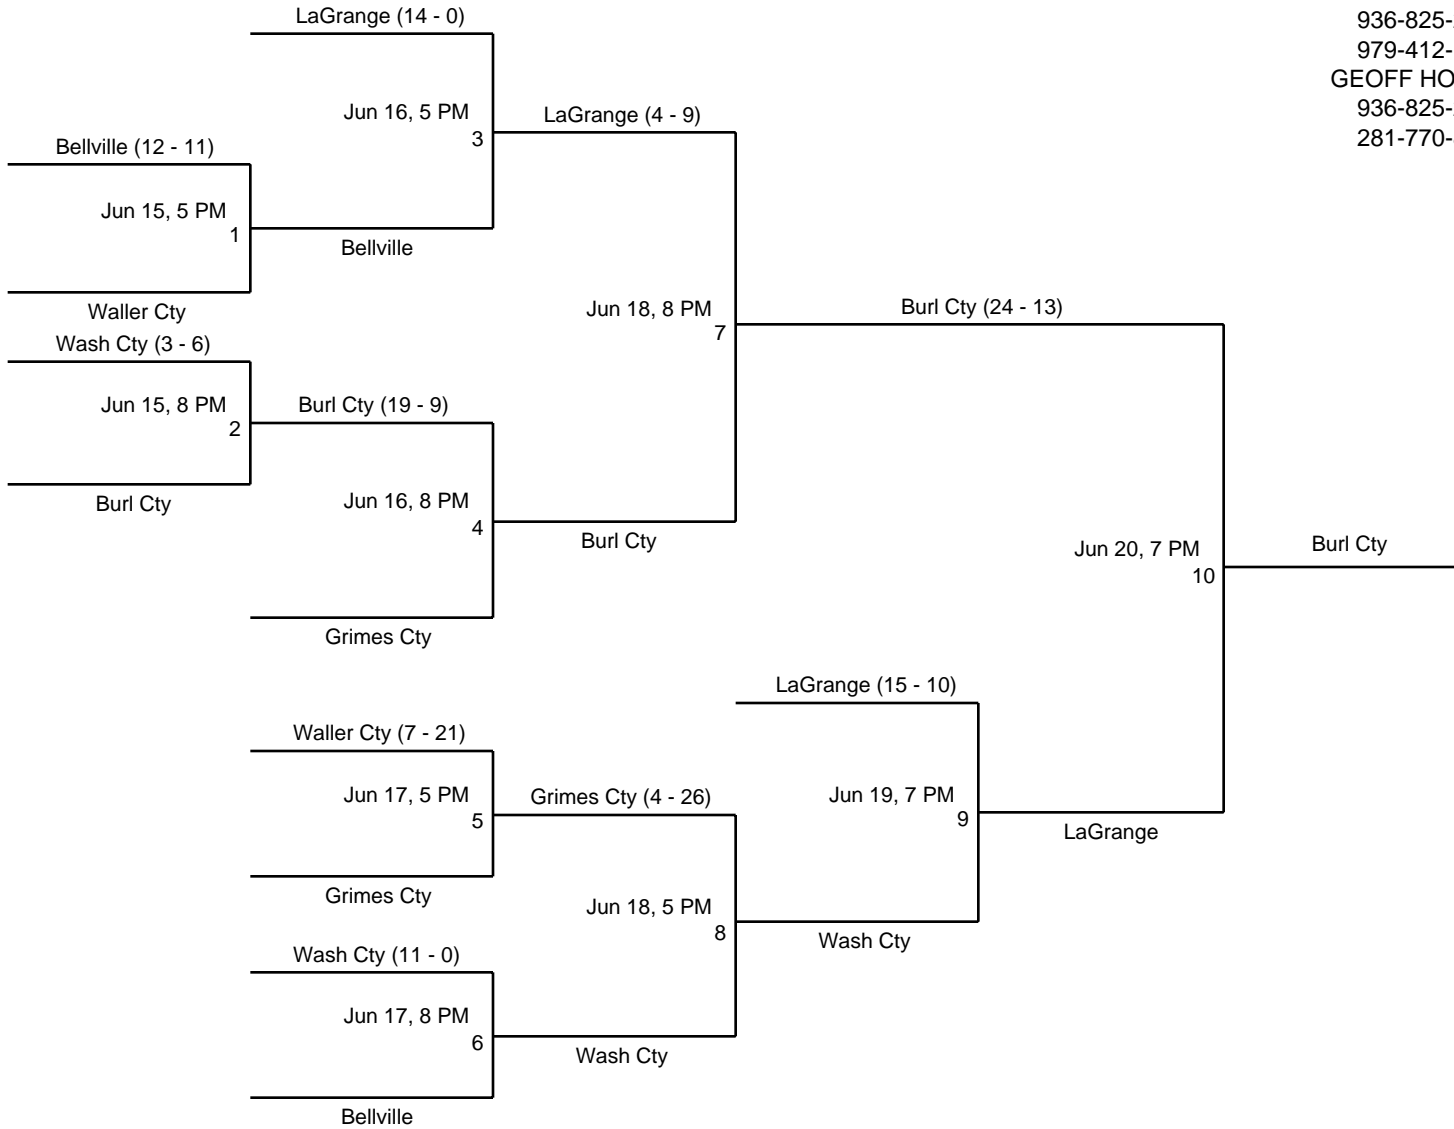 LaGrange (14 - 0)
936-825-
979-412-
GEOFF HO
936-825-
281-770-
Jun 16, 5 PM
3
LaGrange (4 - 9)
Bellville (12 - 11)
Jun 15, 5 PM
1
Bellville
Waller Cty
Jun 18, 8 PM
7
Burl Cty (24 - 13)
Wash Cty (3 - 6)
Jun 15, 8 PM
2
Burl Cty (19 - 9)
Burl Cty
Jun 16, 8 PM
4
Burl Cty
Jun 20, 7 PM
10
Burl Cty
Grimes Cty
LaGrange (15 - 10)
Waller Cty (7 - 21)
Jun 17, 5 PM
5
Grimes Cty (4 - 26)
Jun 19, 7 PM
9
LaGrange
Grimes Cty
Jun 18, 5 PM
8
Wash Cty
Wash Cty (11 - 0)
Jun 17, 8 PM
6
Wash Cty
Bellville